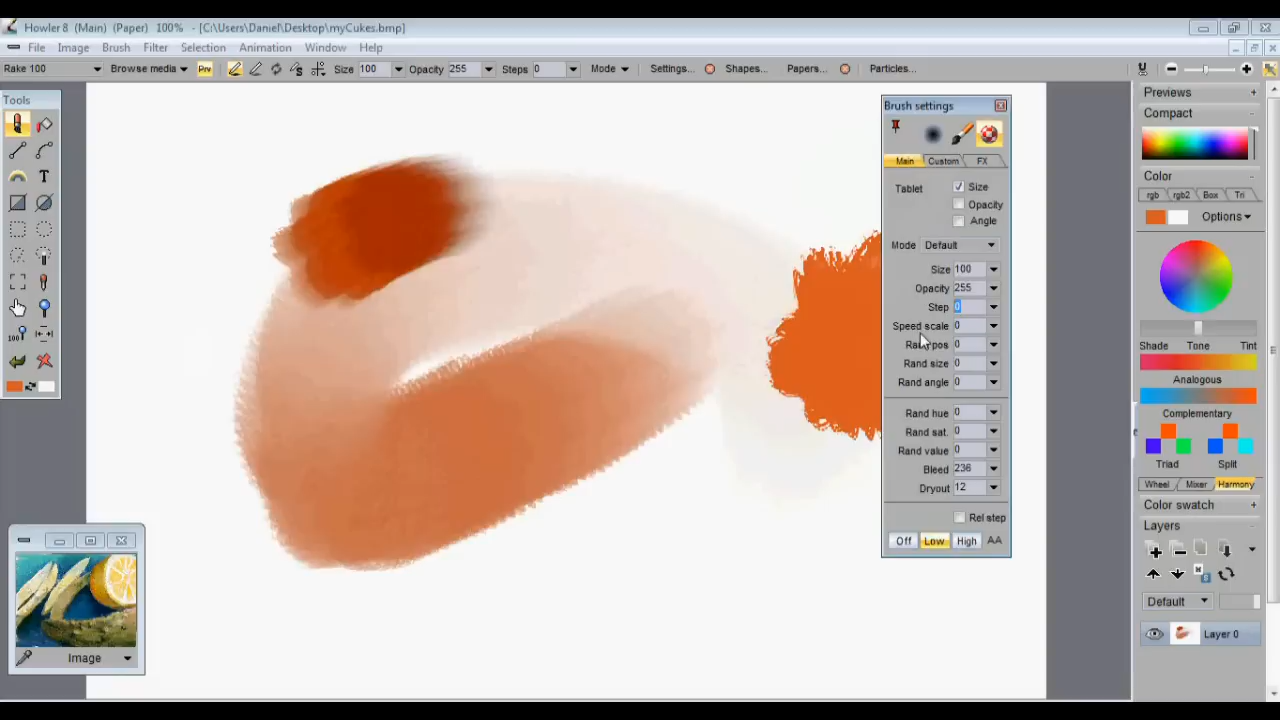 Howler 8 (Main) (Paper) 100% - [C:\Users\Daniel\Desktop\myCukes.bmp]
File Image Brush Filter Selection Animation Window Help
Rake 100 Browse media Prv Size 100 Opacity 255 Steps 0 Mode Settings... Shapes... Papers... Particles...
Tools
T
100
Image
Brush settings
Main Custom FX
Tablet Size
Opacity
Angle
Mode Default
Size 100
Opacity 255
Step 0
Speed scale 0
pos 0
Rand size 0
Rand angle 0
Rand hue 0
Rand sat. 0
Rand value 0
Bleed 236
Dryout 12
Rel step
Off Low High AA
Previews
Compact
Color
rgb rgb2 Box Tri
Options
Shade Tone Tint
Analogous
Complementary
Triad Split
Wheel Mixer Harmony
Color swatch
Layers
Default
Layer 0